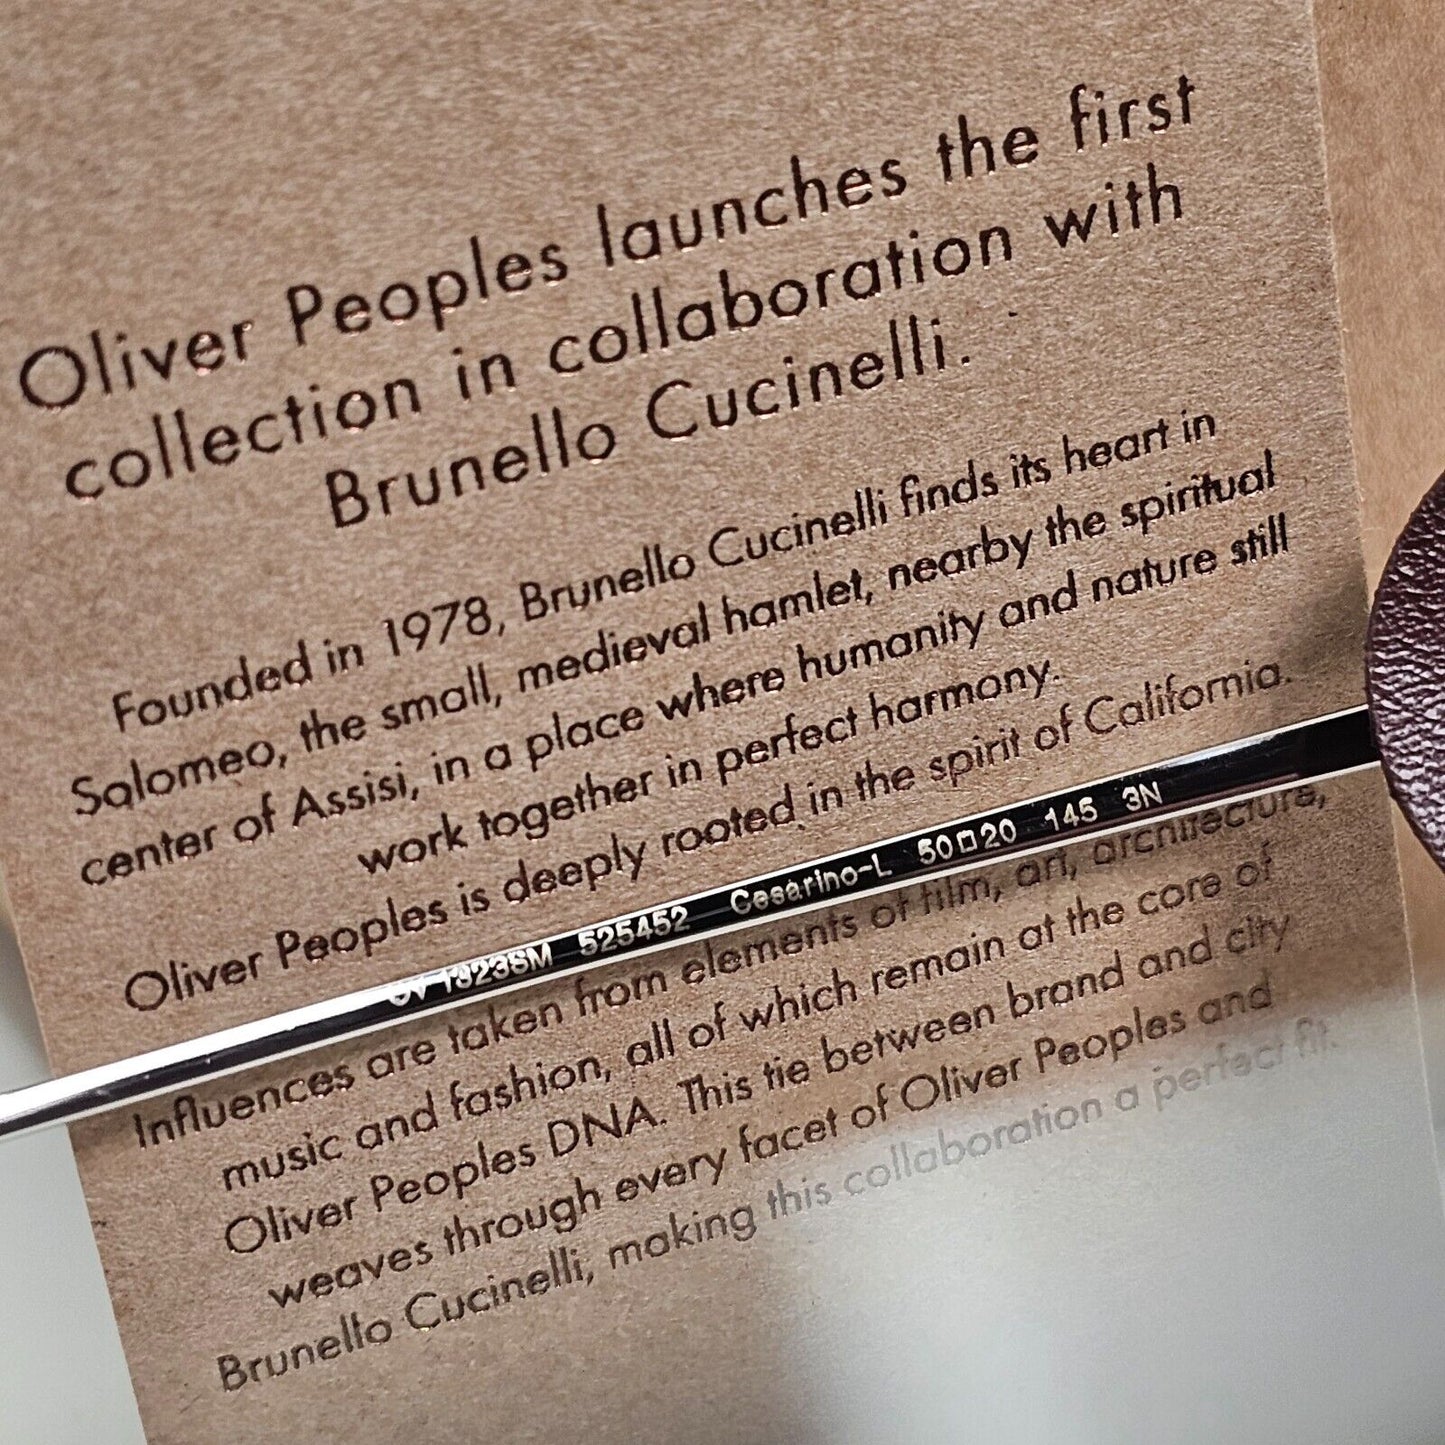 Oliver Peoples launches the first
collection in collaboration with
Brunello Cucinelli.
Founded in 1978, Brunello Cucinelli finds its heart in
Salomeo, the small, medieval hamlet, nearby the spiritual
center of Assisi, in a place where humanity and nature still
work together in perfect harmony.
Oliver Peoples is deeply rooted in the spirit of California.
OV 1323SM 525452 Cesarino-L 50□20 145 3N
Influences are taken from elements of film, art, architecture,
music and fashion, all of which remain at the core of
Oliver Peoples DNA. This tie between brand and city
weaves through every facet of Oliver Peoples and
Brunello Cucinelli, making this collaboration a perfect fit.